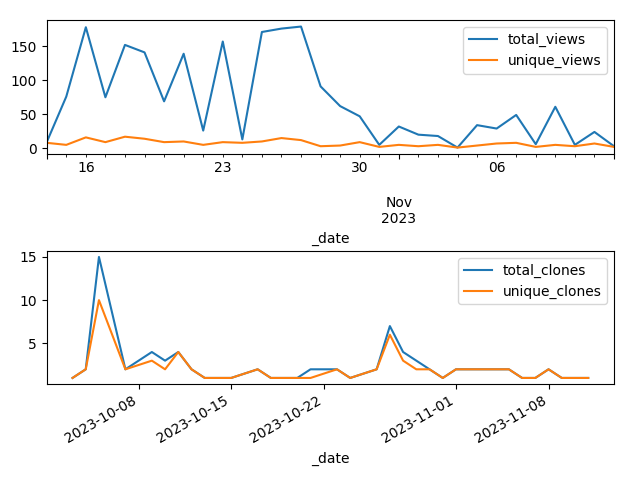 150
100
50
0
total_views
unique_views
16
23
30
06
Nov
2023
_date
15
10
5
total_clones
unique_clones
2023-10-08
2023-10-15
2023-10-22
2023-11-01
2023-11-08
_date